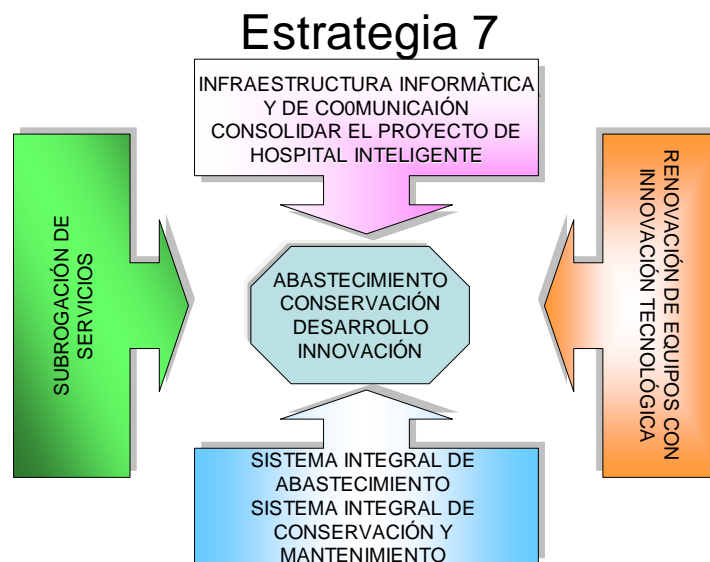 Estrategia 7
INFRAESTRUCTURA INFORMÀTICA
Y DE CO0MUNICAIÓN
CONSOLIDAR EL PROYECTO DE
HOSPITAL INTELIGENTE
SUBROGACIÓN DE
SERVICIOS
ABASTECIMIENTO
CONSERVACIÓN
DESARROLLO
INNOVACIÓN
RENOVACIÓN DE EQUIPOS CON
INNOVACIÓN TECNOLÓGICA
SISTEMA INTEGRAL DE
ABASTECIMIENTO
SISTEMA INTEGRAL DE
CONSERVACIÓN Y
MANTENIMIENTO